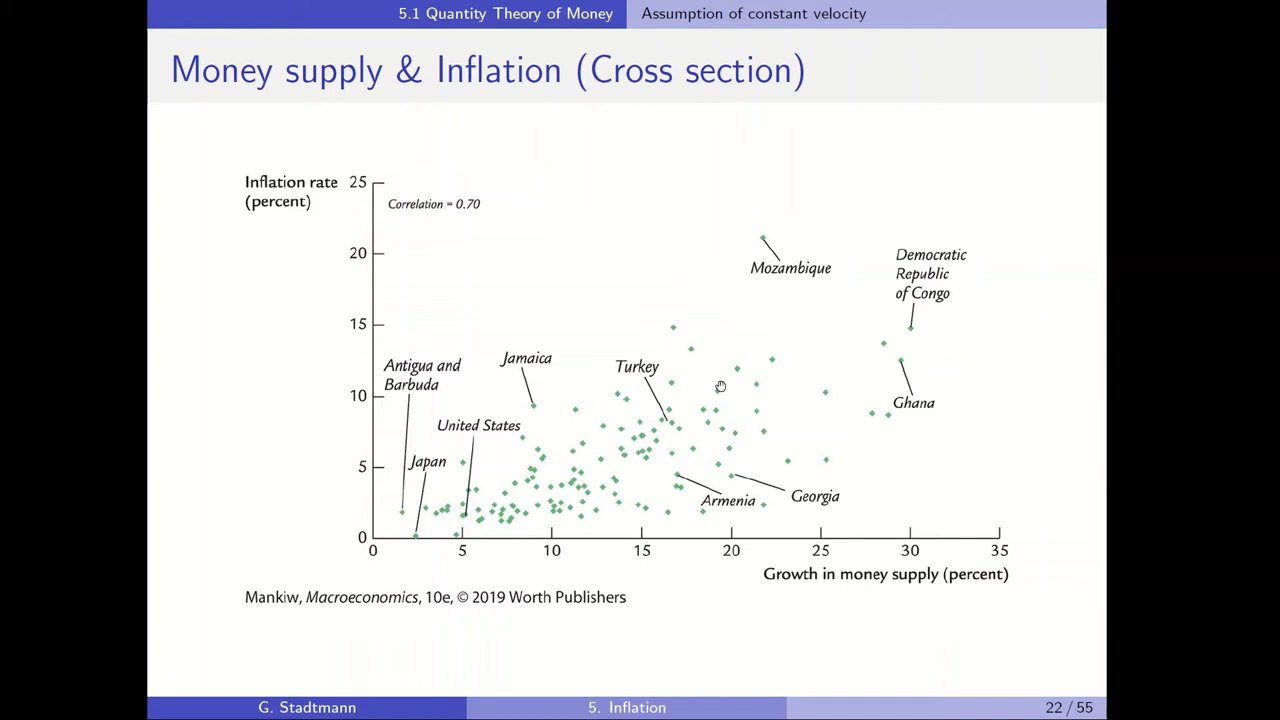 5.1 Quantity Theory of Money
Assumption of constant velocity
Money supply & Inflation (Cross section)
Inflation rate
(percent)
25
Correlation = 0.70
20
Mozambique
Democratic
Republic
of Congo
15
Antigua and
Barbuda
Jamaica
Turkey
10
Ghana
United States
Japan
5
Armenia
Georgia
0
0 5 10 15 20 25 30 35
Growth in money supply (percent)
Mankiw, Macroeconomics, 10e, © 2019 Worth Publishers
G. Stadtmann
5. Inflation
22 / 55